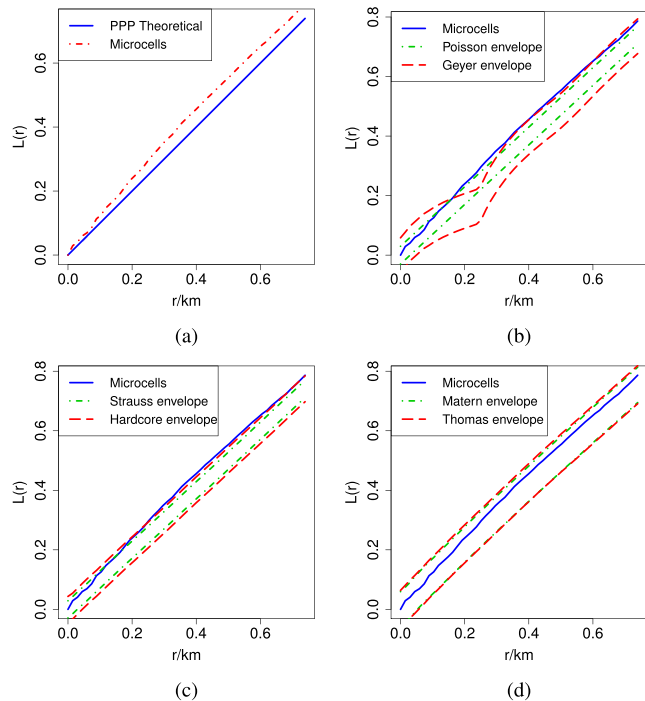 PPP Theoretical
Microcells
L(r)
0.0
0.2
0.4
0.6
0.0
0.2
0.4
0.6
r/km
(a)
Microcells
Poisson envelope
Geyer envelope
L(r)
0.0
0.2
0.4
0.6
0.8
0.0
0.2
0.4
0.6
r/km
(b)
Microcells
Strauss envelope
Hardcore envelope
L(r)
0.0
0.2
0.4
0.6
0.8
0.0
0.2
0.4
0.6
r/km
(c)
Microcells
Matern envelope
Thomas envelope
L(r)
0.0
0.2
0.4
0.6
0.8
0.0
0.2
0.4
0.6
r/km
(d)